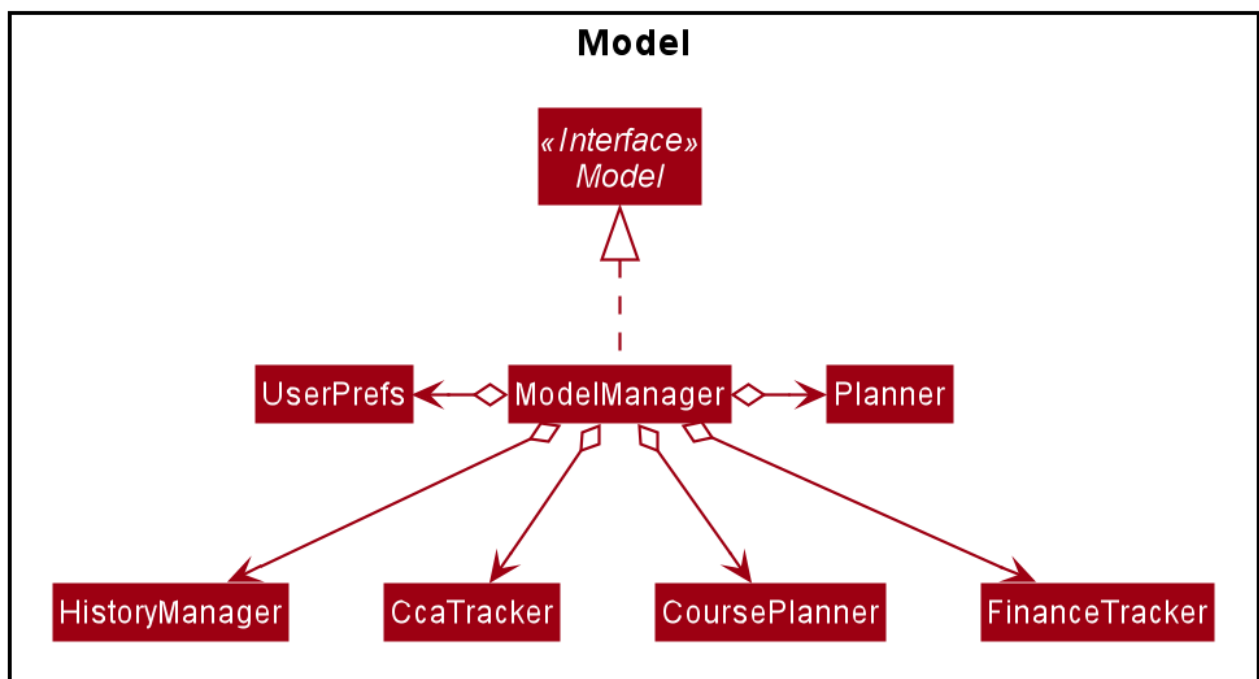 Model
«Interface»
Model
UserPrefs
ModelManager
Planner
HistoryManager
CcaTracker
CoursePlanner
FinanceTracker